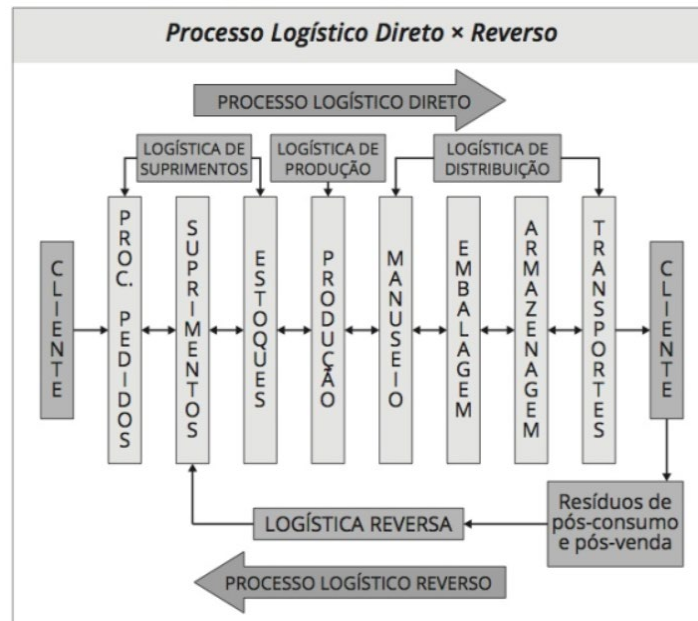 Processo Logístico Direto × Reverso
PROCESSO LOGÍSTICO DIRETO
LOGÍSTICA DE
SUPRIMENTOS
LOGÍSTICA DE
PRODUÇÃO
LOGÍSTICA DE
DISTRIBUIÇÃO
CLIENTE
PROC. PEDIDOS
SUPRIMENTOS
ESTOQUES
PRODUÇÃO
MANUSEIO
EMBALAGEM
ARMAZENAGEM
TRANSPORTES
CLIENTE
LOGÍSTICA REVERSA
Resíduos de
pós-consumo
e pós-venda
PROCESSO LOGÍSTICO REVERSO